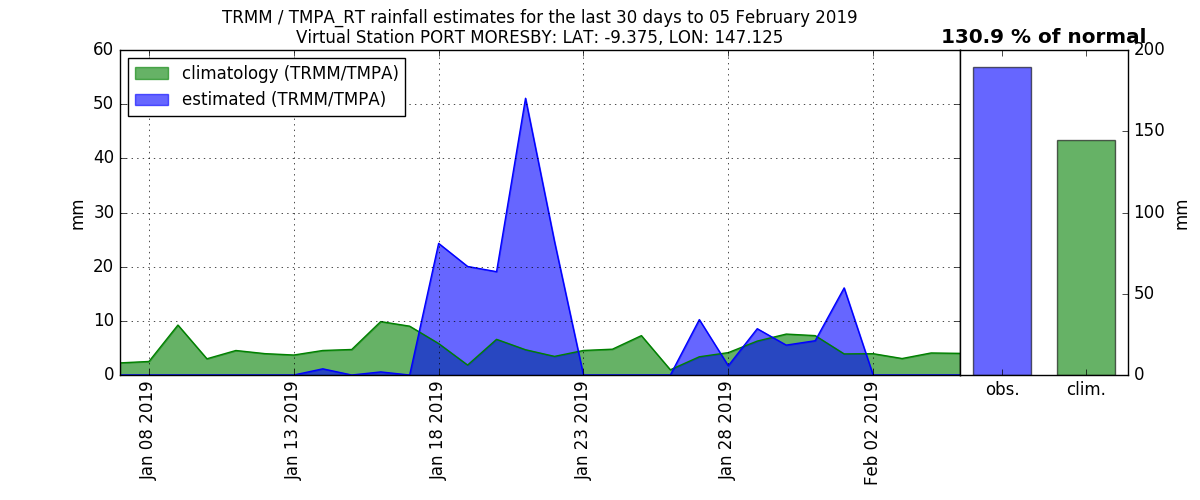 TRMM / TMPA_RT rainfall estimates for the last 30 days to 05 February 2019
Virtual Station PORT MORESBY: LAT: -9.375, LON: 147.125
130.9 % of normal
climatology (TRMM/TMPA)
estimated (TRMM/TMPA)
60
50
40
30
20
10
0
mm
Jan 08 2019
Jan 13 2019
Jan 18 2019
Jan 23 2019
Jan 28 2019
Feb 02 2019
obs.
clim.
200
150
100
50
0
mm